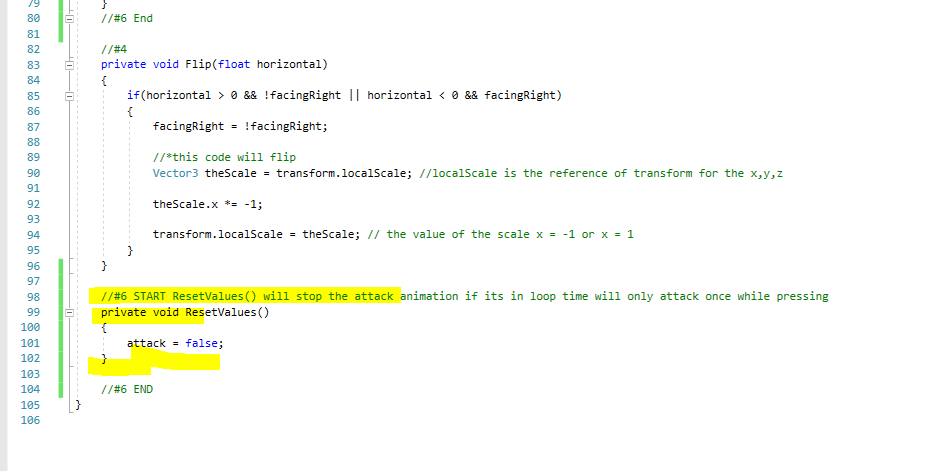 79 }
80 //#6 End
81
82 //#4
83 private void Flip(float horizontal)
84 {
85 if(horizontal > 0 && !facingRight || horizontal < 0 && facingRight)
86 {
87 facingRight = !facingRight;
88
89 //*this code will flip
90 Vector3 theScale = transform.localScale; //localScale is the reference of transform for the x,y,z
91
92 theScale.x *= -1;
93
94 transform.localScale = theScale; // the value of the scale x = -1 or x = 1
95 }
96 }
97
98 //#6 START ResetValues() will stop the attack animation if its in loop time will only attack once while pressing
99 private void ResetValues()
100 {
101 attack = false;
102 }
103
104 //#6 END
105 }
106